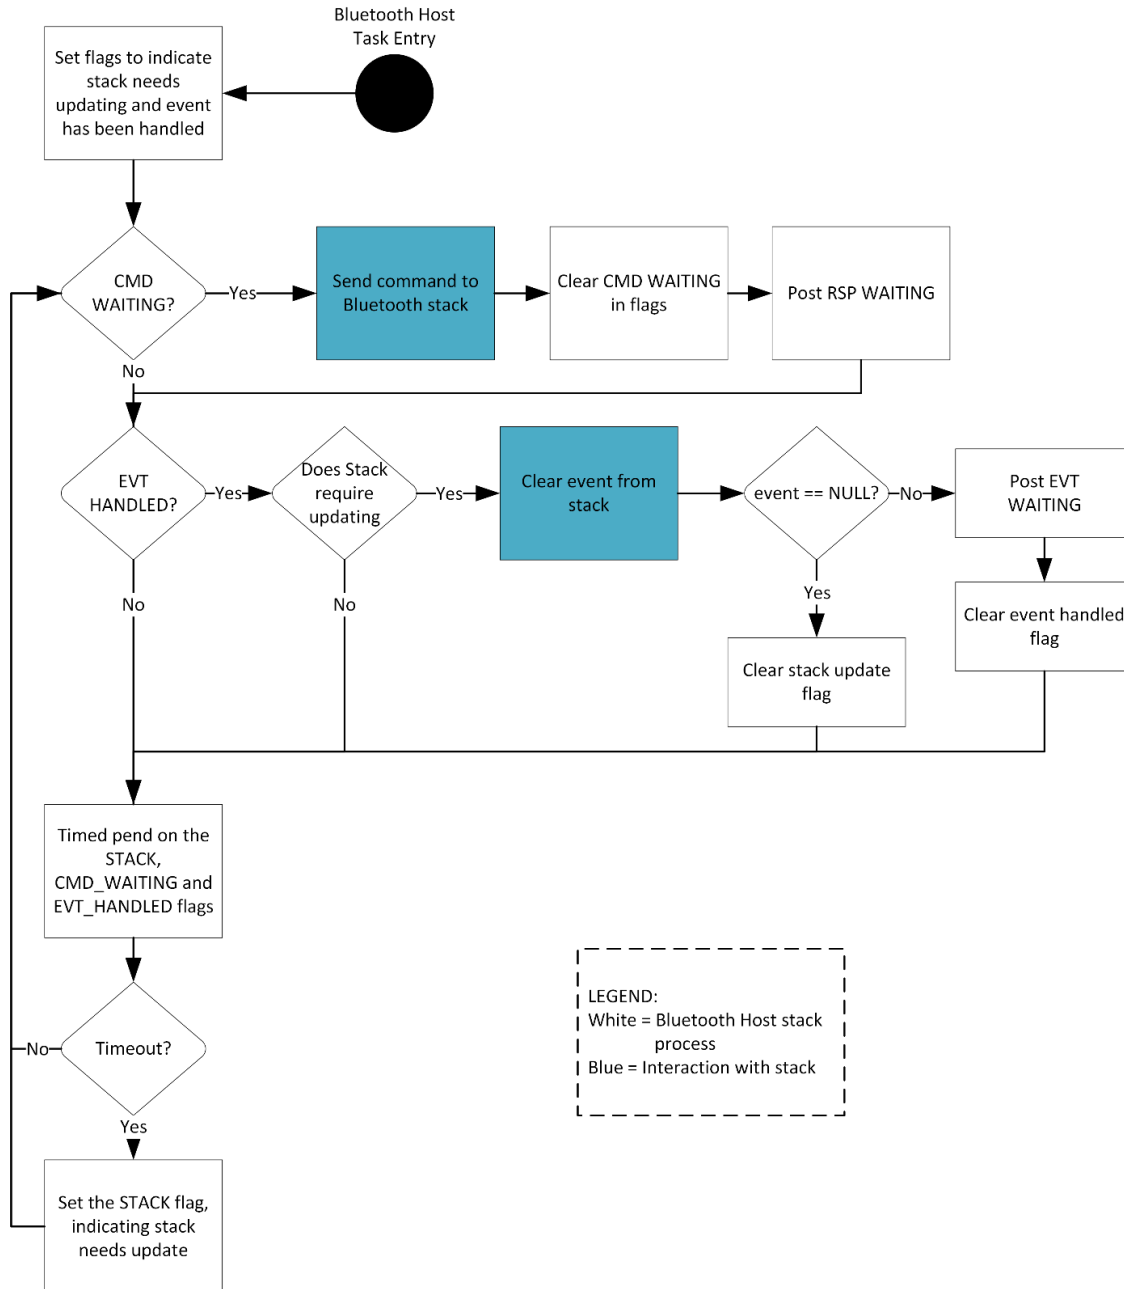 Bluetooth Host
Task Entry
Set flags to indicate
stack needs
updating and event
has been handled
CMD
WAITING?
Yes
Send command to
Bluetooth stack
Clear CMD WAITING
in flags
Post RSP WAITING
No
EVT
HANDLED?
Yes
Does Stack
require
updating
Yes
Clear event from
stack
event == NULL?
No
Post EVT
WAITING
No
No
Yes
Clear event handled
flag
Clear stack update
flag
Timed pend on the
STACK,
CMD_WAITING and
EVT_HANDLED flags
Timeout?
No
Yes
Set the STACK flag,
indicating stack
needs update
LEGEND:
White = Bluetooth Host stack
process
Blue = Interaction with stack